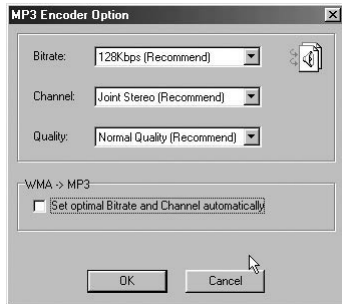 MP3 Encoder Option
Bitrate: 128Kbps (Recommend)
Channel: Joint Stereo (Recommend)
Quality: Normal Quality (Recommend)
WMA -> MP3
Set optimal Bitrate and Channel automatically
OK Cancel